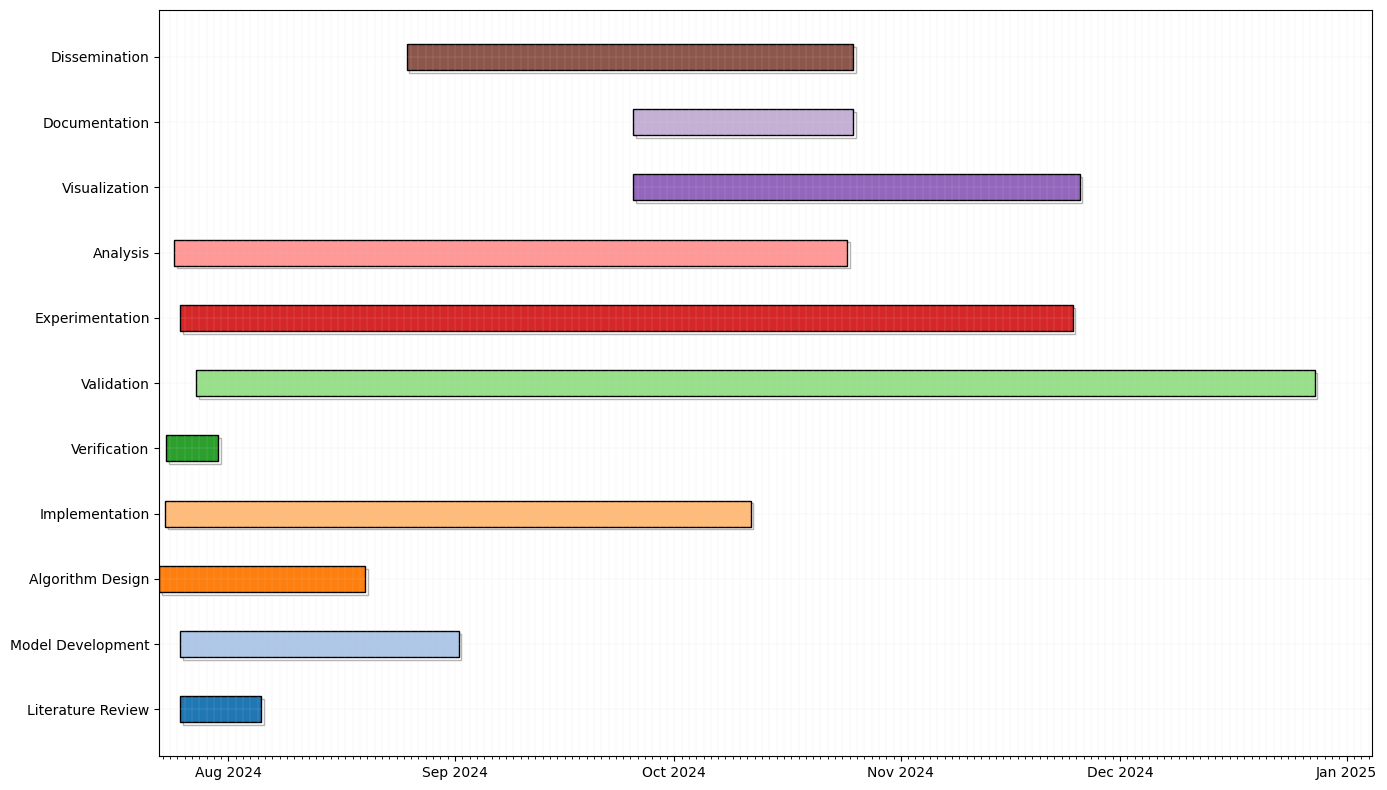 Dissemination
Documentation
Visualization
Analysis
Experimentation
Validation
Verification
Implementation
Algorithm Design
Model Development
Literature Review
Aug 2024 Sep 2024 Oct 2024 Nov 2024 Dec 2024 Jan 2025